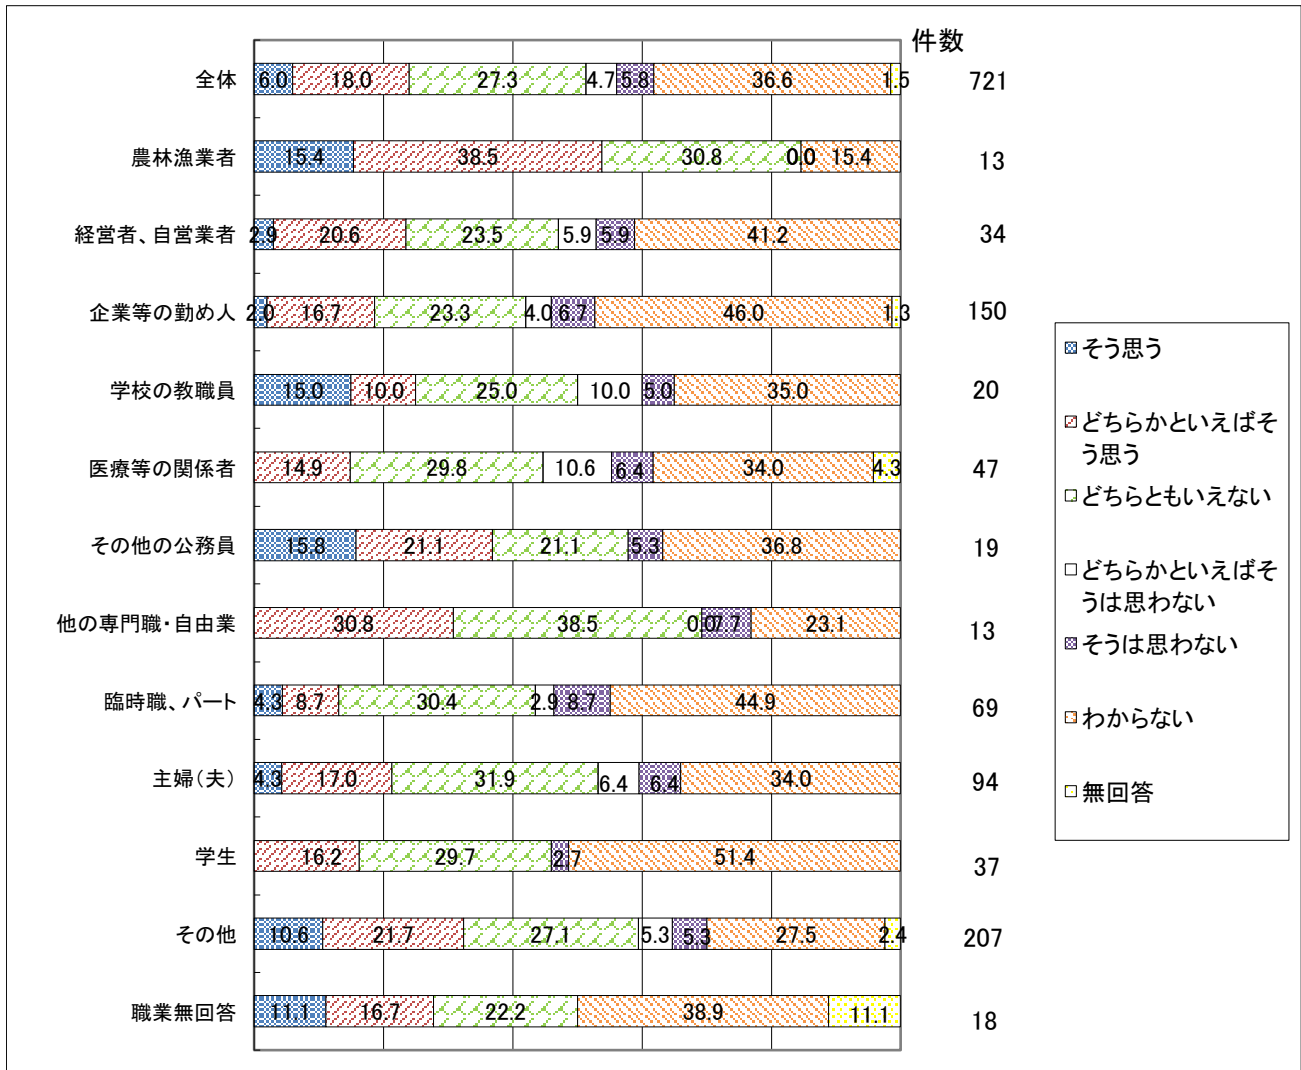 件数
全体 6.0 18.0 27.3 4.7 5.8 36.6 1.5 721
農林漁業者 15.4 38.5 30.8 0.0 15.4 13
経営者、自営業者 2.9 20.6 23.5 5.9 5.9 41.2 34
企業等の勤め人 2.0 16.7 23.3 4.0 6.7 46.0 1.3 150
学校の教職員 15.0 10.0 25.0 10.0 5.0 35.0 20
医療等の関係者 14.9 29.8 10.6 6.4 34.0 4.3 47
その他の公務員 15.8 21.1 21.1 5.3 36.8 19
他の専門職・自由業 30.8 38.5 0.0 7.7 23.1 13
臨時職、パート 4.3 8.7 30.4 2.9 8.7 44.9 69
主婦(夫) 4.3 17.0 31.9 6.4 6.4 34.0 94
学生 16.2 29.7 2.7 51.4 37
その他 10.6 21.7 27.1 5.3 5.3 27.5 2.4 207
職業無回答 11.1 16.7 22.2 38.9 11.1 18
そう思う
どちらかといえばそ
う思う
どちらともいえない
どちらかといえばそ
うは思わない
そうは思わない
わからない
無回答